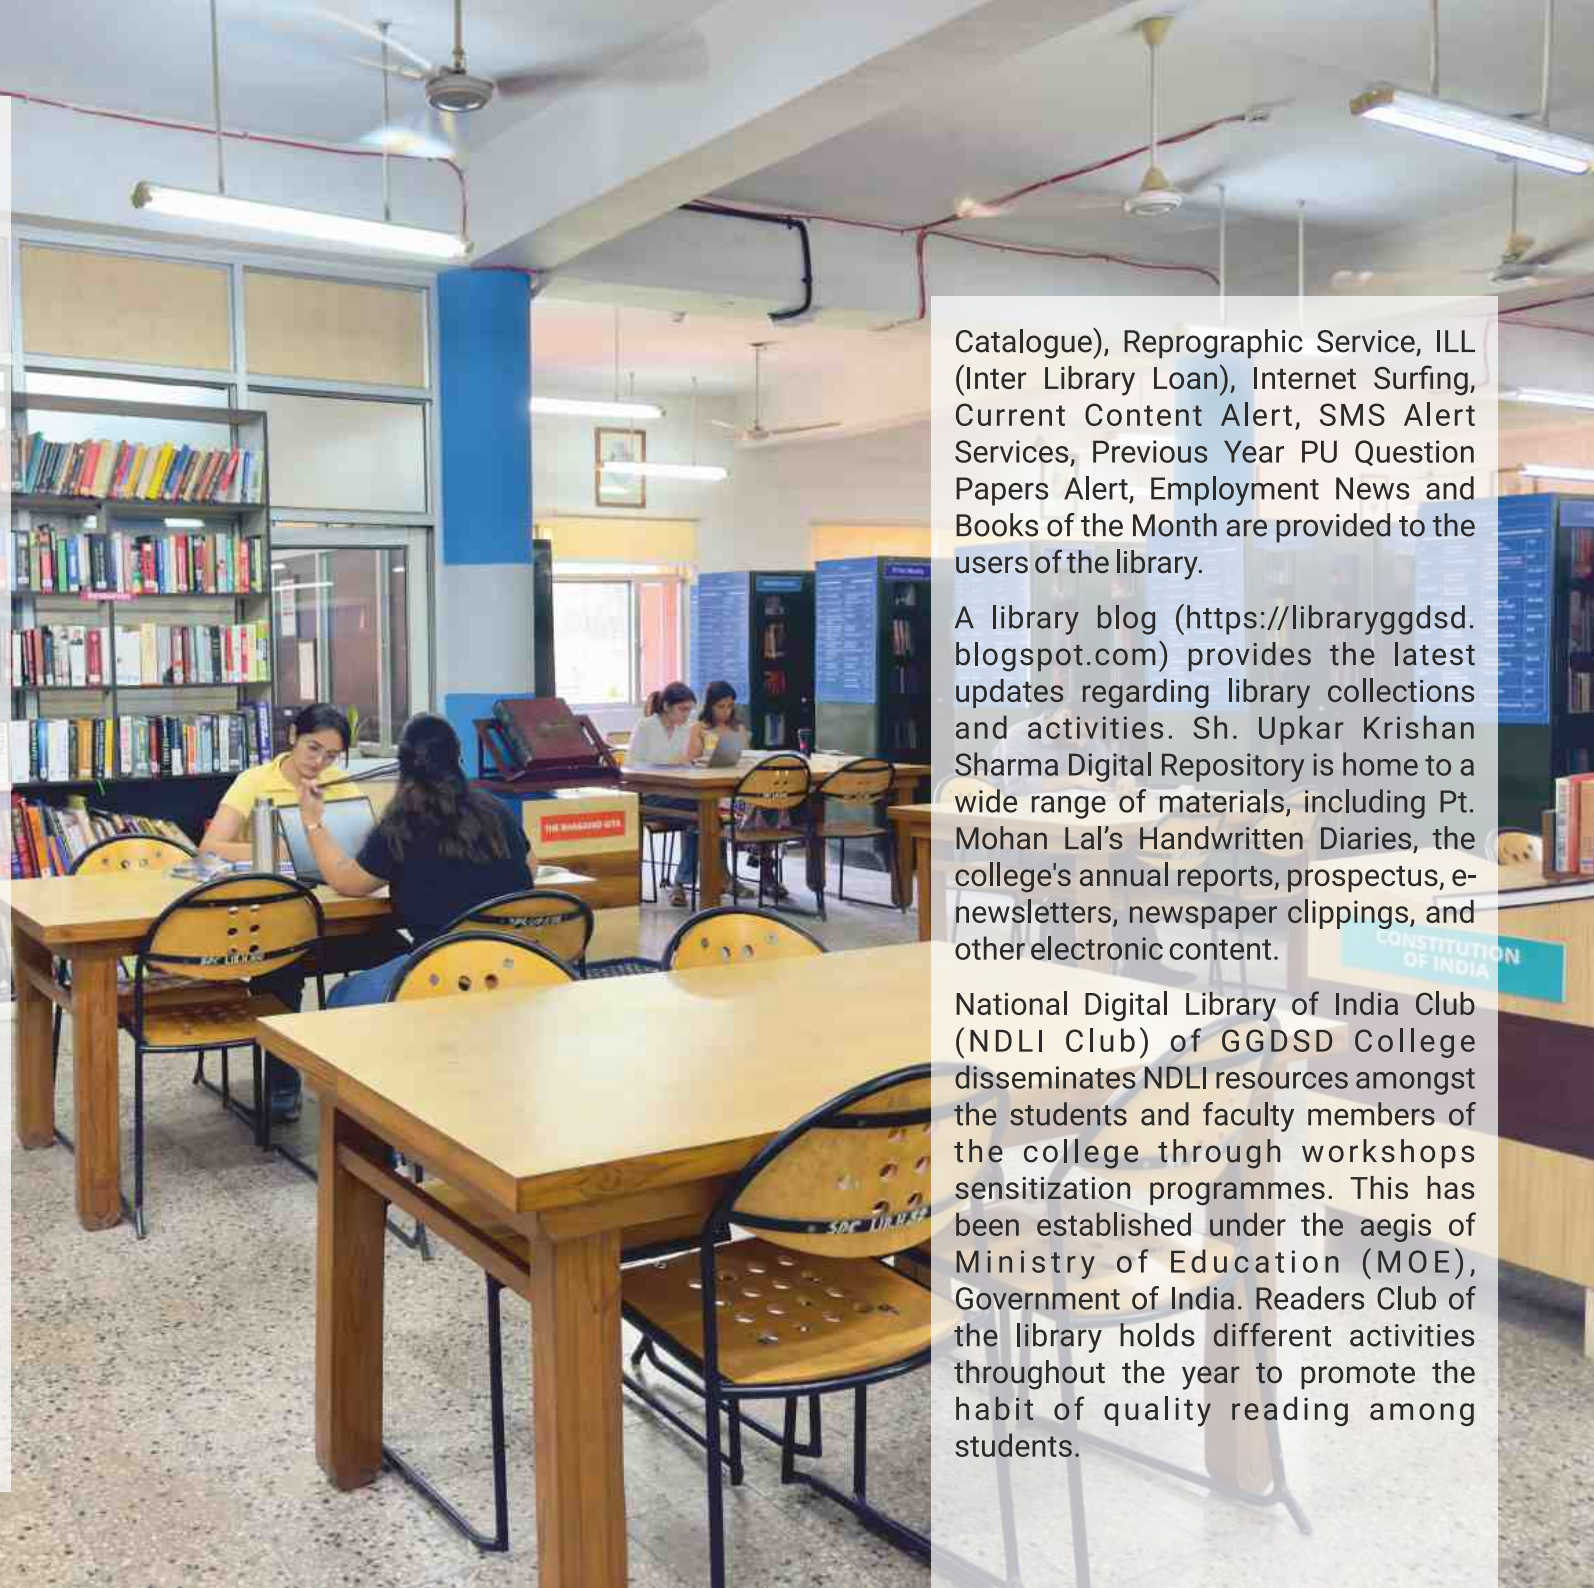 Catalogue), Reprographic Service, ILL
(Inter Library Loan), Internet Surfing,
Current Content Alert, SMS Alert
Services, Previous Year PU Question
Papers Alert, Employment News and
Books of the Month are provided to the
users of the library.
A library blog (https://libraryggdsd.
blogspot.com) provides the latest
updates regarding library collections
and activities. Sh. Upkar Krishan
Sharma Digital Repository is home to a
wide range of materials, including Pt.
Mohan Lal's Handwritten Diaries, the
college's annual reports, prospectus, e-
newsletters, newspaper clippings, and
other electronic content.
National Digital Library of India Club
(NDLI Club) of GGDSD College
disseminates NDLI resources amongst
the students and faculty members of
the college through workshops
sensitization programmes. This has
been established under the aegis of
Ministry of Education (MOE),
Government of India. Readers Club of
the library holds different activities
throughout the year to promote the
habit of quality reading among
students.
THE BHAGAVAD GITA
CONSTITUTION
OF INDIA
SDC